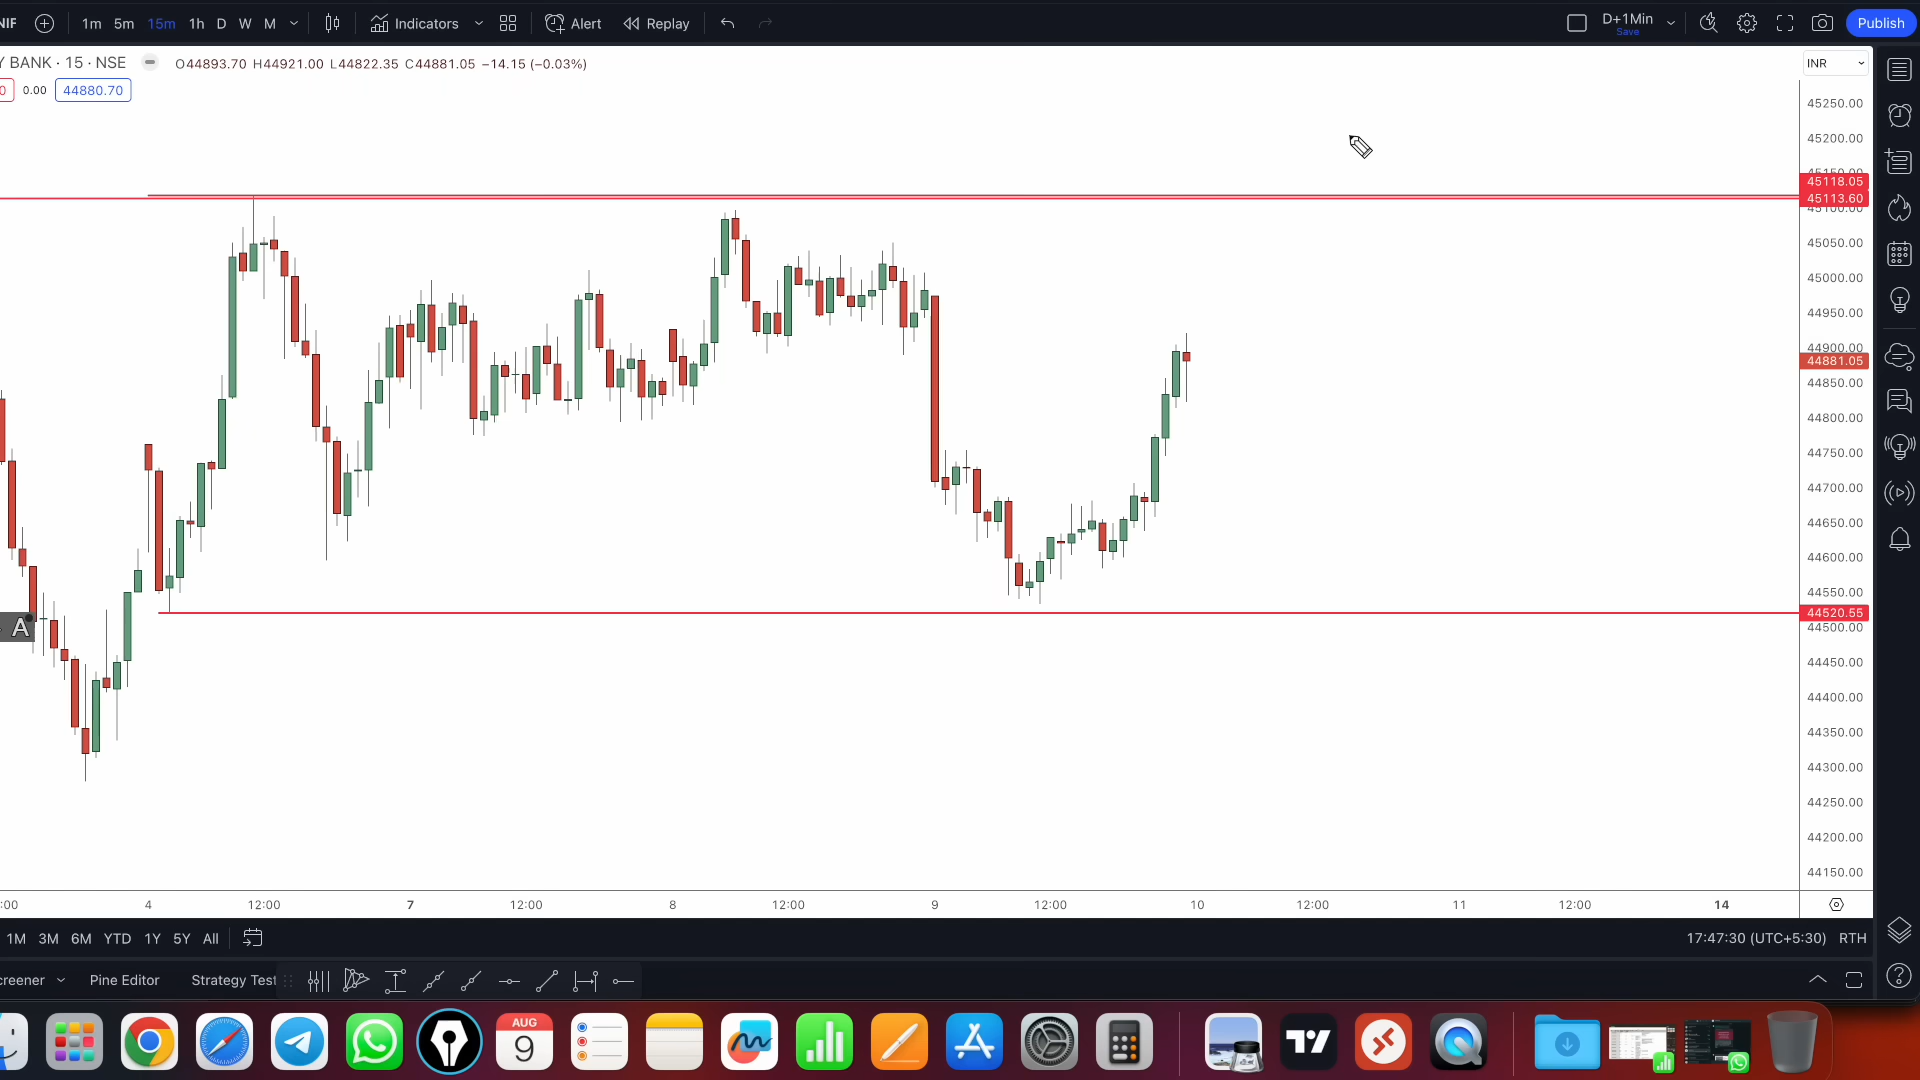 NIF
1m 5m 15m 1h D W M
Indicators
Alert
Replay
D+1Min
Save
Publish
Y BANK · 15 · NSE
O44893.70 H44921.00 L44822.35 C44881.05 −14.15 (−0.03%)
INR
0 0.00 44880.70
45250.00
45200.00
45118.05
45113.60
45050.00
45000.00
44950.00
44900.00
44881.05
44850.00
44800.00
44750.00
44700.00
44650.00
44600.00
44550.00
44520.55
44500.00
A
44450.00
44400.00
44350.00
44300.00
44250.00
44200.00
44150.00
:00 4 12:00 7 12:00 8 12:00 9 12:00 10 12:00 11 12:00 14
1M 3M 6M YTD 1Y 5Y All
17:47:30 (UTC+5:30) RTH
creener Pine Editor Strategy Test
AUG
9